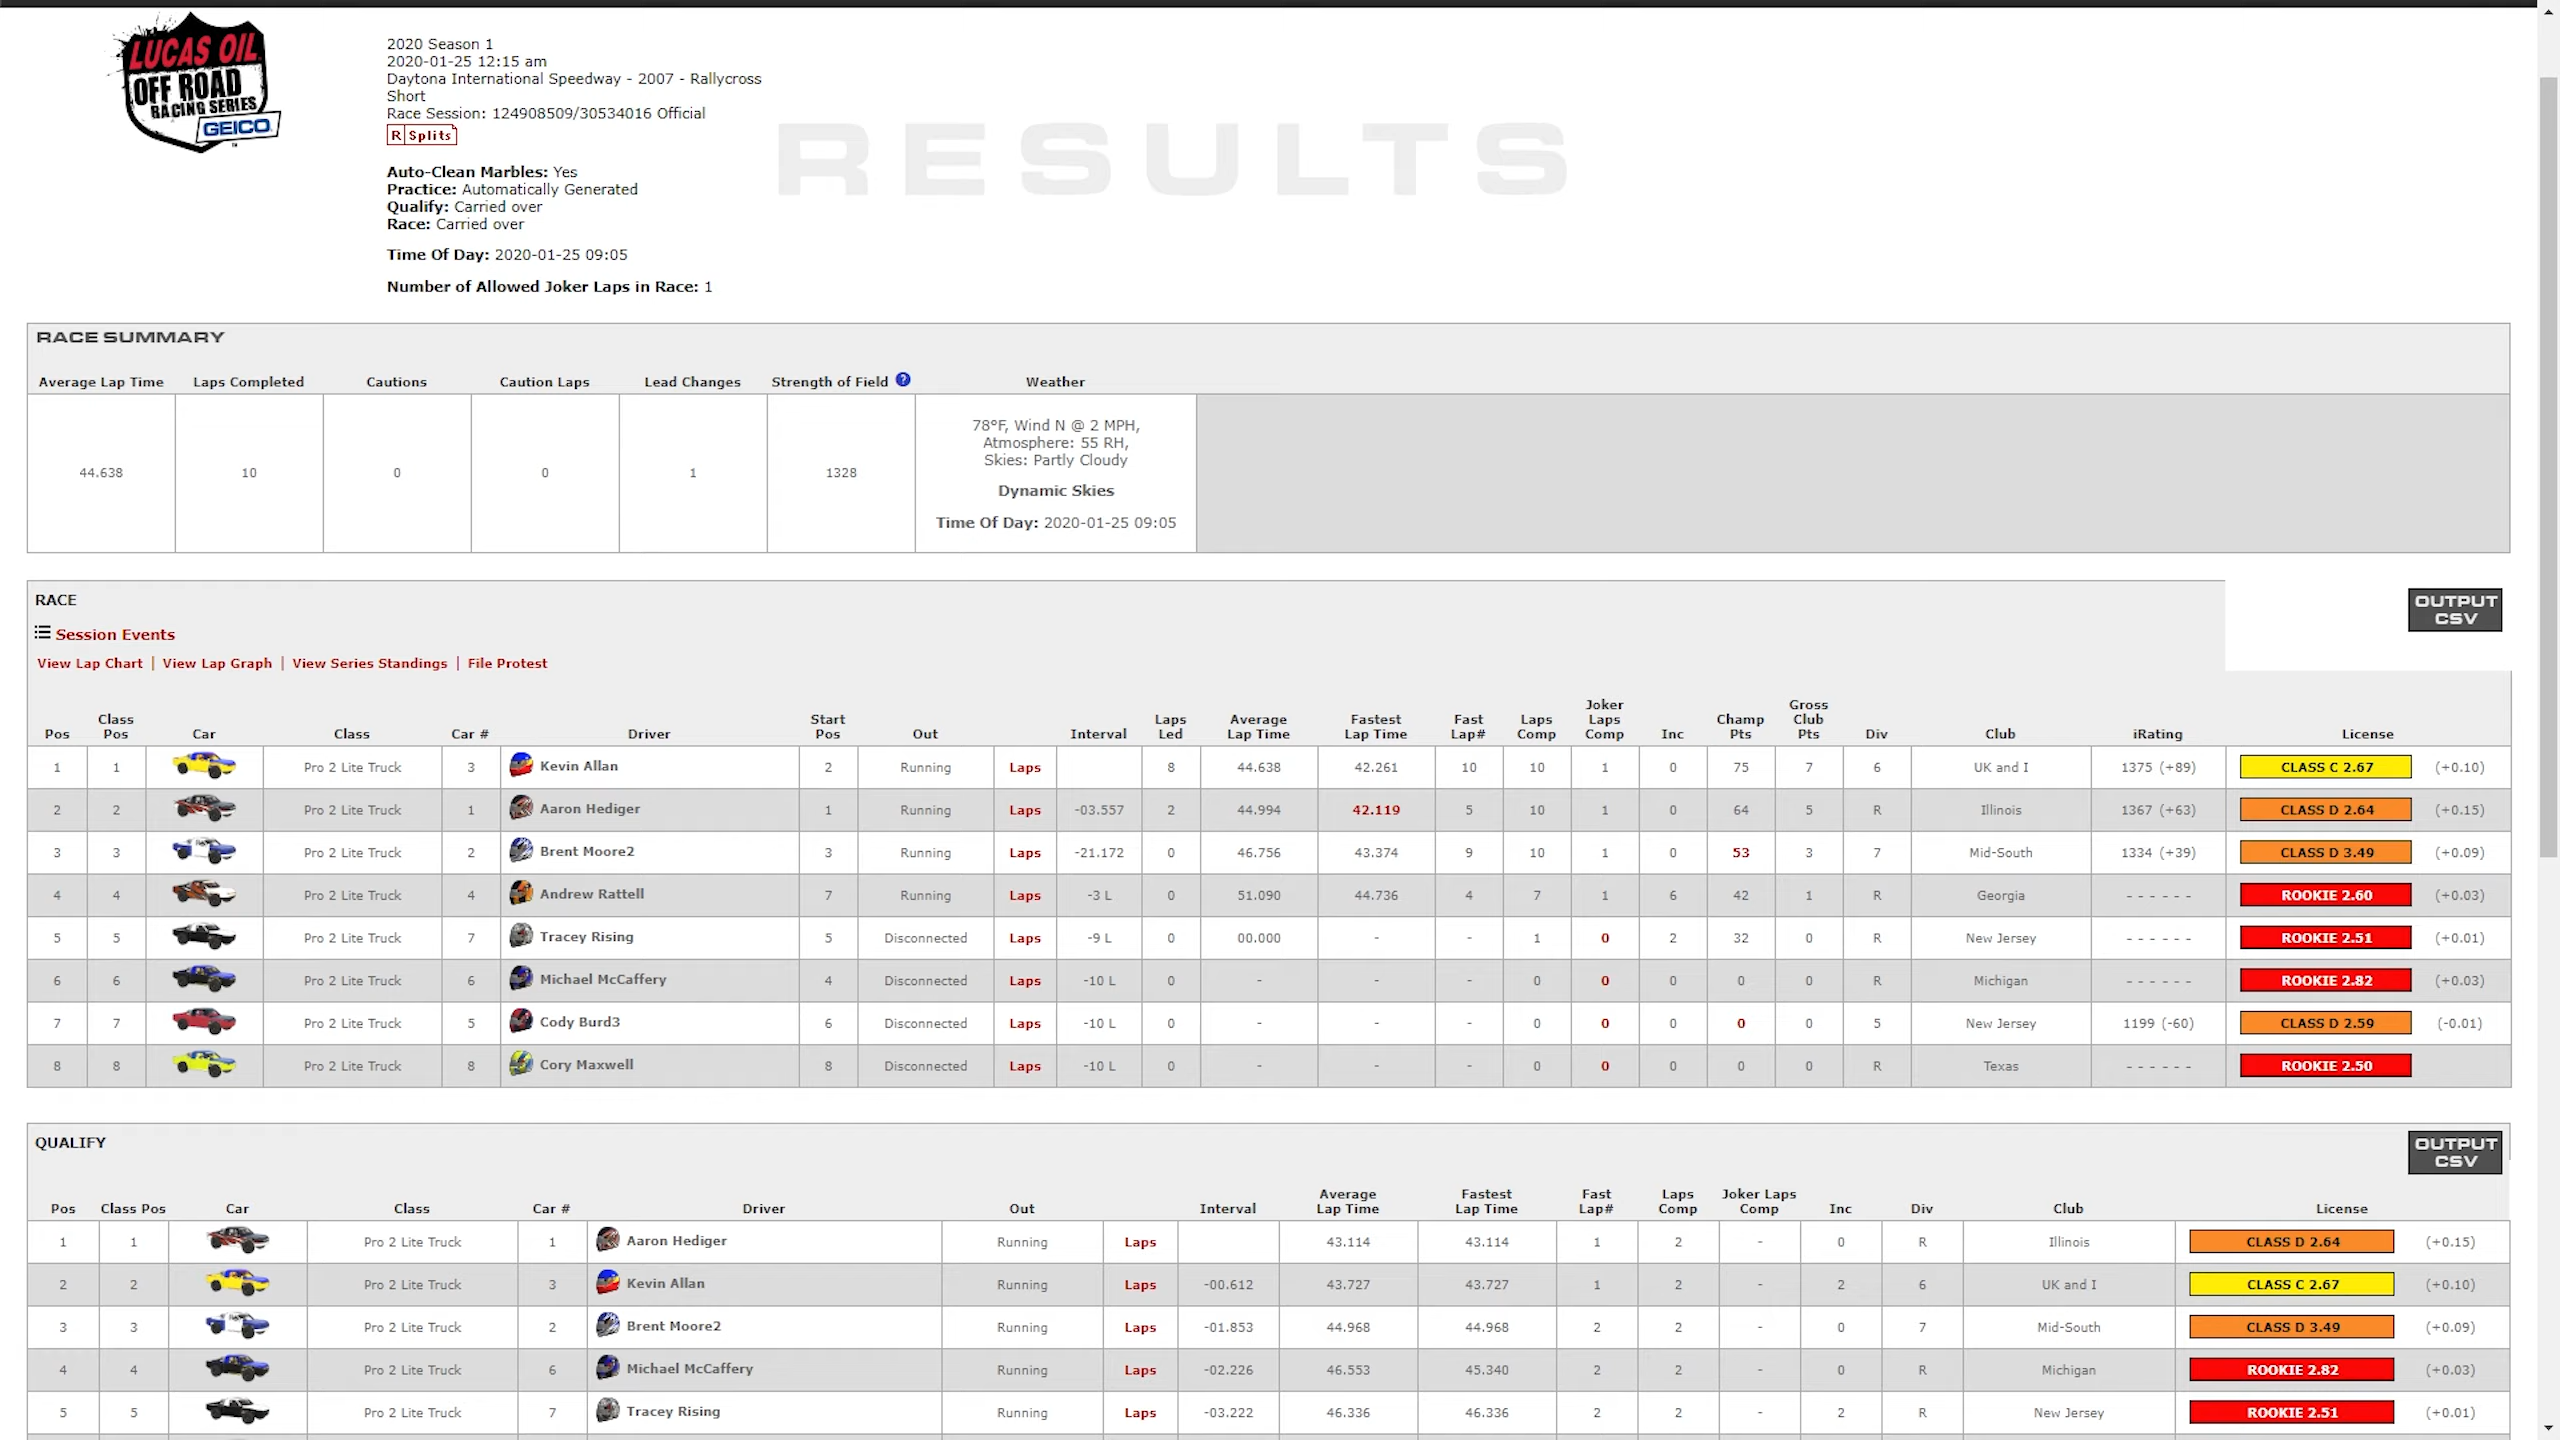 LUCAS OIL
OFF ROAD
RACING SERIES
GEICO
2020 Season 1
2020-01-25 12:15 am
Daytona International Speedway - 2007 - Rallycross
Short
Race Session: 124908509/30534016 Official
R Splits
RESULTS
Auto-Clean Marbles: Yes
Practice: Automatically Generated
Qualify: Carried over
Race: Carried over
Time Of Day: 2020-01-25 09:05
Number of Allowed Joker Laps in Race: 1
RACE SUMMARY
Average Lap Time Laps Completed Cautions Caution Laps Lead Changes Strength of Field ? Weather
44.638 10 0 0 1 1328
78°F, Wind N @ 2 MPH,
Atmosphere: 55 RH,
Skies: Partly Cloudy
Dynamic Skies
Time Of Day: 2020-01-25 09:05
RACE
OUTPUT
CSV
Session Events
View Lap Chart | View Lap Graph | View Series Standings | File Protest
Pos Class Pos Car Class Car # Driver Start Pos Out Interval Laps Led Average Lap Time Fastest Lap Time Fast Lap# Laps Comp Joker Laps Comp Inc Champ Pts Gross Club Pts Div Club iRating License
1 1 Pro 2 Lite Truck 3 Kevin Allan 2 Running Laps 8 44.638 42.261 10 10 1 0 75 7 6 UK and I 1375 (+89) CLASS C 2.67 (+0.10)
2 2 Pro 2 Lite Truck 1 Aaron Hediger 1 Running Laps -03.557 2 44.994 42.119 5 10 1 0 64 5 R Illinois 1367 (+63) CLASS D 2.64 (+0.15)
3 3 Pro 2 Lite Truck 2 Brent Moore2 3 Running Laps -21.172 0 46.756 43.374 9 10 1 0 53 3 7 Mid-South 1334 (+39) CLASS D 3.49 (+0.09)
4 4 Pro 2 Lite Truck 4 Andrew Rattell 7 Running Laps -3 L 0 51.090 44.736 4 7 1 6 42 1 R Georgia - - - - - - ROOKIE 2.60 (+0.03)
5 5 Pro 2 Lite Truck 7 Tracey Rising 5 Disconnected Laps -9 L 0 00.000 - - 1 0 2 32 0 R New Jersey - - - - - - ROOKIE 2.51 (+0.01)
6 6 Pro 2 Lite Truck 6 Michael McCaffery 4 Disconnected Laps -10 L 0 - - - 0 0 0 0 0 R Michigan - - - - - - ROOKIE 2.82 (+0.03)
7 7 Pro 2 Lite Truck 5 Cody Burd3 6 Disconnected Laps -10 L 0 - - - 0 0 0 0 0 5 New Jersey 1199 (-60) CLASS D 2.59 (-0.01)
8 8 Pro 2 Lite Truck 8 Cory Maxwell 8 Disconnected Laps -10 L 0 - - - 0 0 0 0 0 R Texas - - - - - - ROOKIE 2.50
QUALIFY
OUTPUT
CSV
Pos Class Pos Car Class Car # Driver Out Interval Average Lap Time Fastest Lap Time Fast Lap# Laps Comp Joker Laps Comp Inc Div Club License
1 1 Pro 2 Lite Truck 1 Aaron Hediger Running Laps 43.114 43.114 1 2 - 0 R Illinois CLASS D 2.64 (+0.15)
2 2 Pro 2 Lite Truck 3 Kevin Allan Running Laps -00.612 43.727 43.727 1 2 - 2 6 UK and I CLASS C 2.67 (+0.10)
3 3 Pro 2 Lite Truck 2 Brent Moore2 Running Laps -01.853 44.968 44.968 2 2 - 0 7 Mid-South CLASS D 3.49 (+0.09)
4 4 Pro 2 Lite Truck 6 Michael McCaffery Running Laps -02.226 46.553 45.340 2 2 - 0 R Michigan ROOKIE 2.82 (+0.03)
5 5 Pro 2 Lite Truck 7 Tracey Rising Running Laps -03.222 46.336 46.336 2 2 - 2 R New Jersey ROOKIE 2.51 (+0.01)